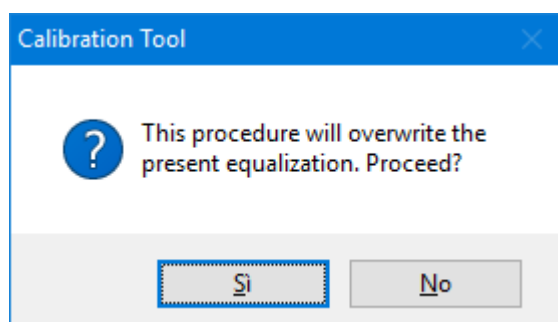 Calibration Tool
?
This procedure will overwrite the
present equalization. Proceed?
Sì
No